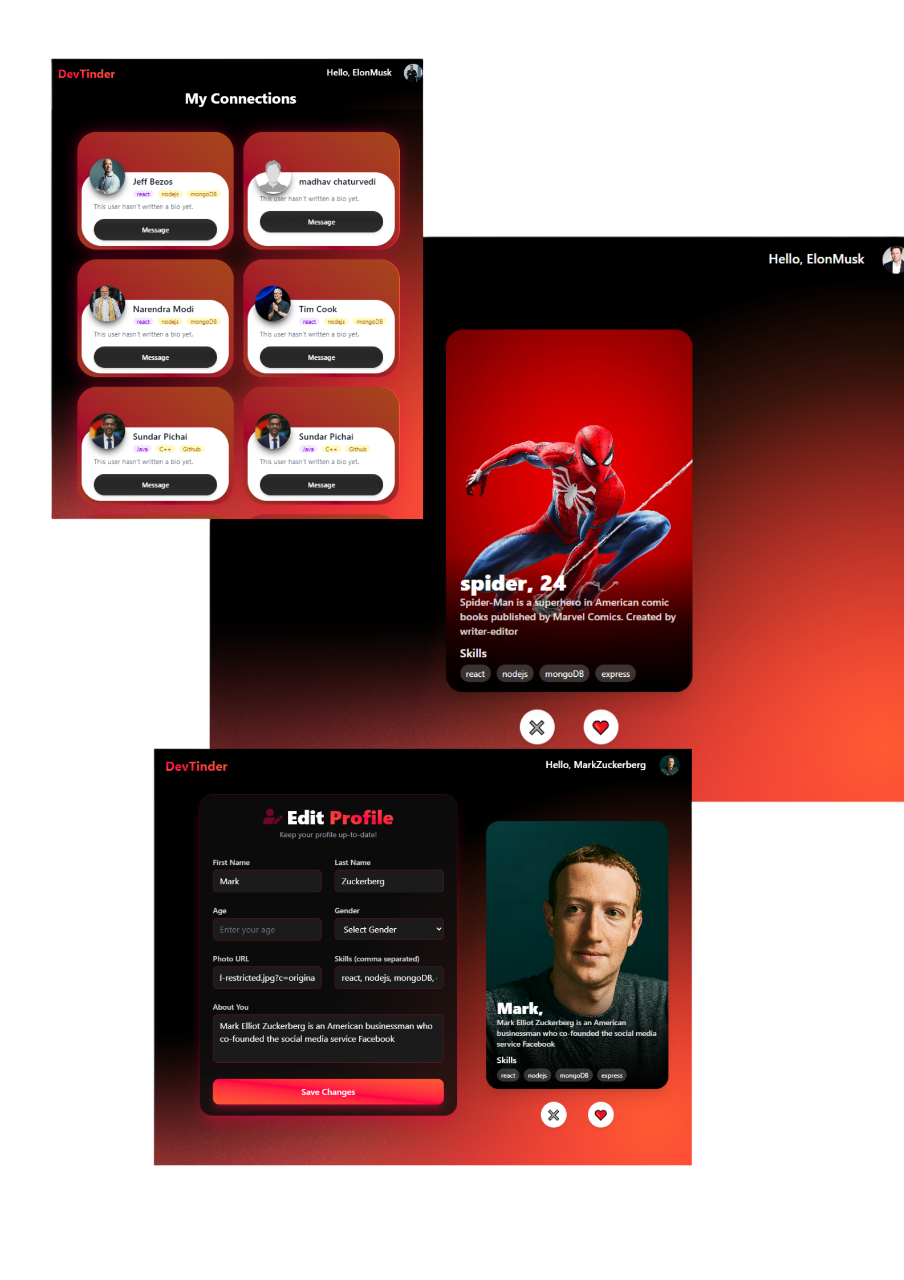 DevTinder
Hello, ElonMusk
My Connections
Jeff Bezos
react nodejs mongoDB
This user hasn't written a bio yet.
Message
madhav chaturvedi
This user hasn't written a bio yet.
Message
Narendra Modi
react nodejs mongoDB
This user hasn't written a bio yet.
Message
Tim Cook
react nodejs mongoDB
This user hasn't written a bio yet.
Message
Sundar Pichai
Java C++ Github
This user hasn't written a bio yet.
Message
Sundar Pichai
Java C++ Github
This user hasn't written a bio yet.
Message
Hello, ElonMusk
spider, 24
Spider-Man is a superhero in American comic
books published by Marvel Comics. Created by
writer-editor
Skills
react nodejs mongoDB express
DevTinder
Hello, MarkZuckerberg
Edit Profile
Keep your profile up-to-date!
First Name
Last Name
Mark
Zuckerberg
Age
Gender
Enter your age
Select Gender
Photo URL
Skills (comma separated)
l-restricted.jpg?c=origina
react, nodejs, mongoDB,
About You
Mark Elliot Zuckerberg is an American businessman who
co-founded the social media service Facebook
Save Changes
Mark,
Mark Elliot Zuckerberg is an American
businessman who co-founded the social media
service Facebook
Skills
react nodejs mongoDB express